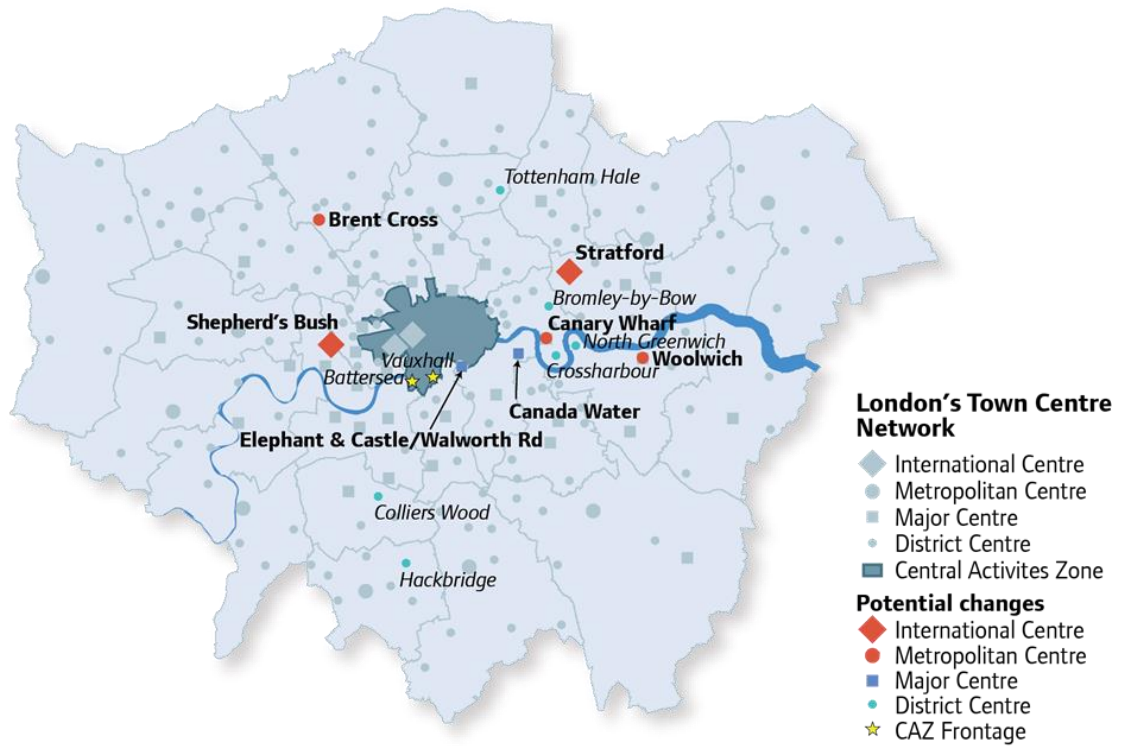 Tottenham Hale
Brent Cross
Stratford
Bromley-by-Bow
Shepherd's Bush
Canary Wharf
North Greenwich
Vauxhall
Woolwich
Battersea
Crossharbour
Canada Water
Elephant & Castle/Walworth Rd
Colliers Wood
Hackbridge
London's Town Centre
Network
International Centre
Metropolitan Centre
Major Centre
District Centre
Central Activites Zone
Potential changes
International Centre
Metropolitan Centre
Major Centre
District Centre
CAZ Frontage